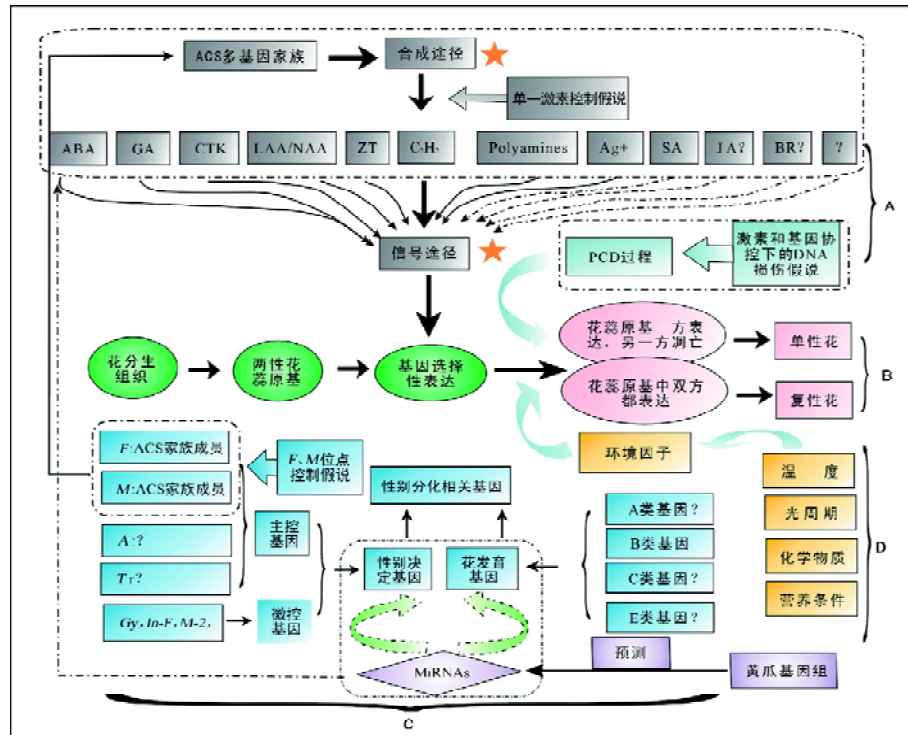 ACS多基因家族
合成途径
单一激素控制假说
ABA
GA
CTK
LAA/NAA
ZT
C₂H₂
Polyamines
Ag+
SA
JA?
BR?
?
A
信号途径
PCD过程
激素和基因协
控下的DNA
损伤假说
花分生
组织
两性花
蕊原基
基因选择
性表达
花蕊原基一方表
达，另一方凋亡
花蕊原基中双方
都表达
单性花
复性花
B
F:ACS家族成员
M:ACS家族成员
F、M位点
控制假说
A:?
Tr?
Gy, In-F, M-2,
主控
基因
微控
基因
性别分化相关基因
性别决
定基因
花发育
基因
MiRNAs
A类基因?
B类基因
C类基因?
E类基因?
环境因子
温 度
光周期
化学物质
营养条件
D
预测
黄瓜基因组
C